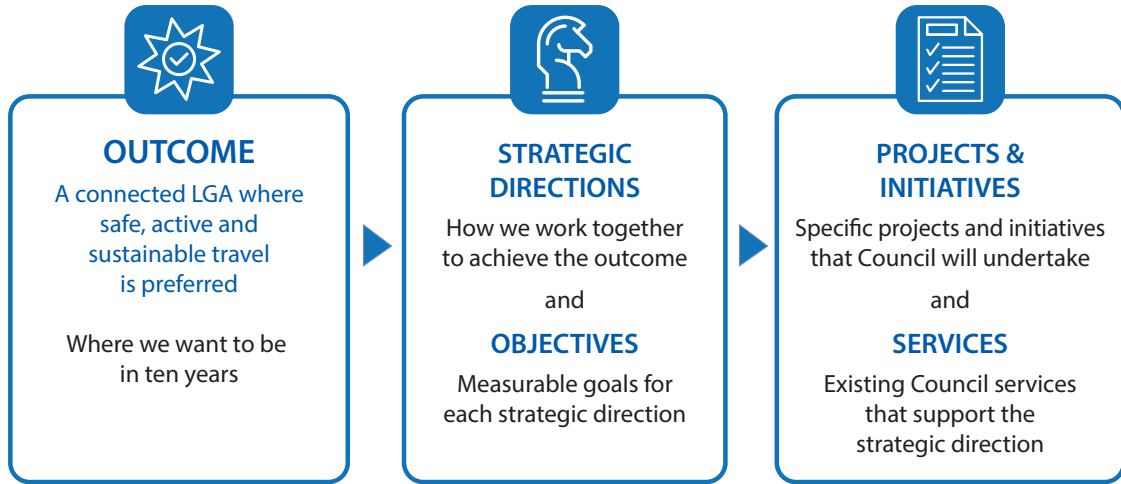 OUTCOME
A connected LGA where
safe, active and
sustainable travel
is preferred
Where we want to be
in ten years
STRATEGIC
DIRECTIONS
How we work together
to achieve the outcome
and
OBJECTIVES
Measurable goals for
each strategic direction
PROJECTS &
INITIATIVES
Specific projects and initiatives
that Council will undertake
and
SERVICES
Existing Council services
that support the
strategic direction